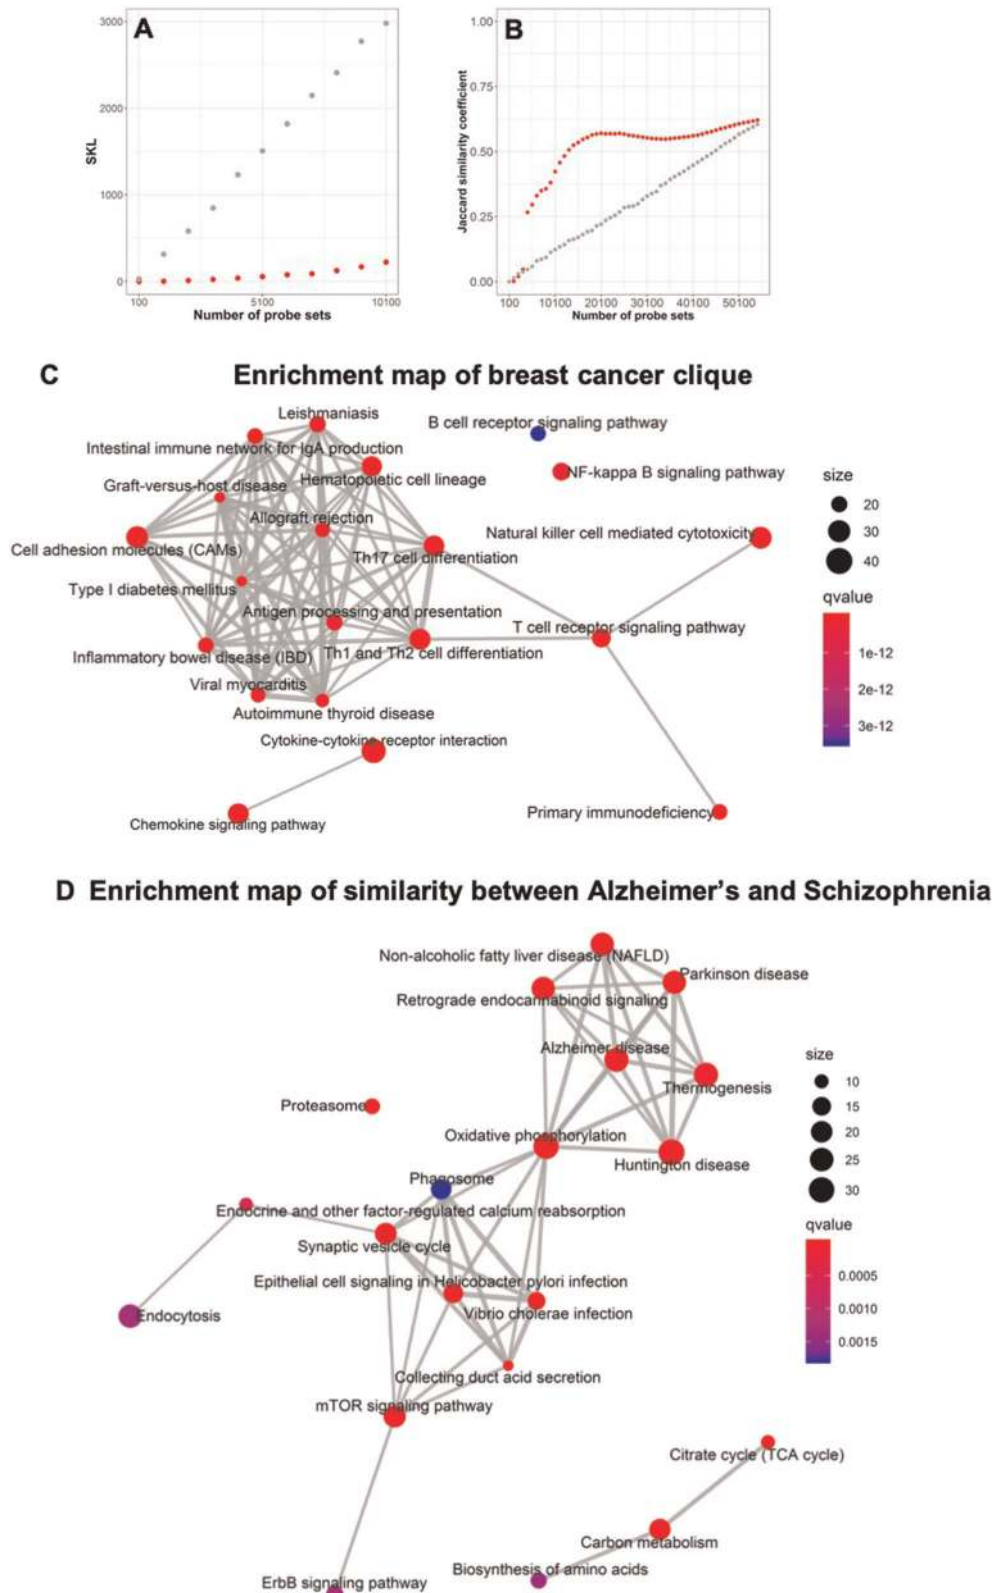 A
3000
2000
1000
0
SKL
100
5100
10100
Number of probe sets
B
1.00
0.75
0.50
0.25
0.00
Jaccard similarity coefficient
100
10100
20100
30100
40100
50100
Number of probe sets
C
Enrichment map of breast cancer clique
Leishmaniasis
B cell receptor signaling pathway
Intestinal immune network for IgA production
NF-kappa B signaling pathway
Hematopoietic cell lineage
Graft-versus-host disease
Allograft rejection
Natural killer cell mediated cytotoxicity
Cell adhesion molecules (CAMs)
Th17 cell differentiation
Type I diabetes mellitus
Antigen processing and presentation
T cell receptor signaling pathway
Inflammatory bowel disease (IBD)
Th1 and Th2 cell differentiation
Viral myocarditis
Autoimmune thyroid disease
Cytokine-cytokine receptor interaction
Primary immunodeficiency
Chemokine signaling pathway
size
20
30
40
qvalue
1e-12
2e-12
3e-12
D Enrichment map of similarity between Alzheimer's and Schizophrenia
Non-alcoholic fatty liver disease (NAFLD)
Parkinson disease
Retrograde endocannabinoid signaling
Alzheimer disease
Thermogenesis
Proteasome
Oxidative phosphorylation
Huntington disease
Phagosome
Endocrine and other factor-regulated calcium reabsorption
Synaptic vesicle cycle
Epithelial cell signaling in Helicobacter pylori infection
Vibrio cholerae infection
Endocytosis
Collecting duct acid secretion
mTOR signaling pathway
Citrate cycle (TCA cycle)
Carbon metabolism
Biosynthesis of amino acids
ErbB signaling pathway
size
10
15
20
25
30
qvalue
0.0005
0.0010
0.0015